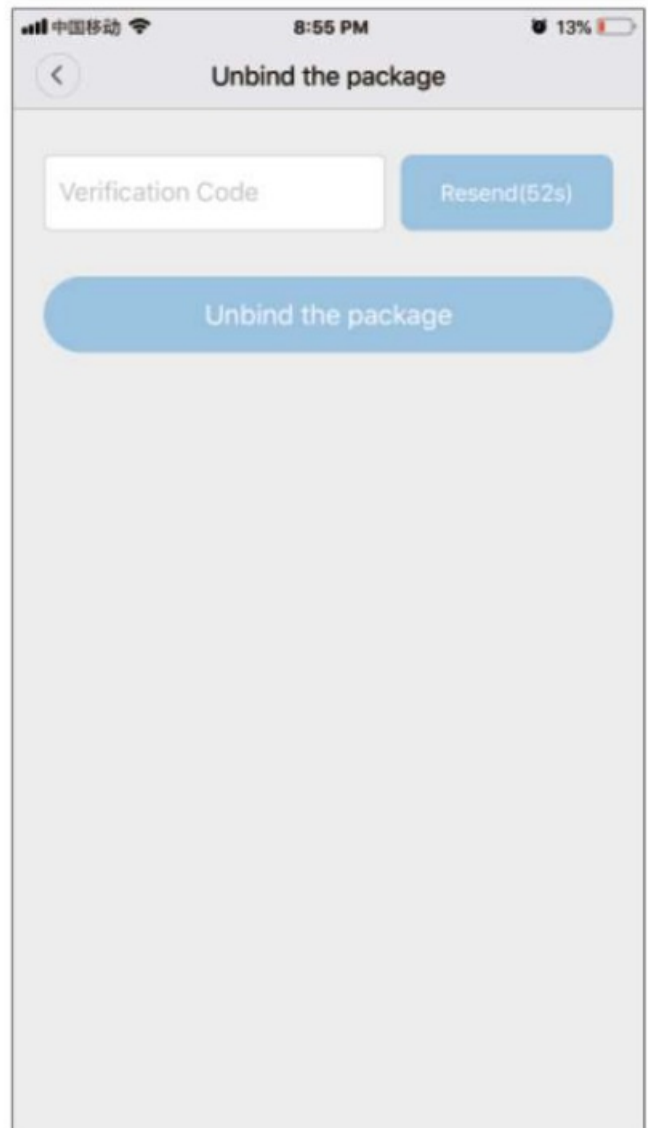 中国移动 8:55 PM 13%
Unbind the package
Verification Code Resend(52s)
Unbind the package